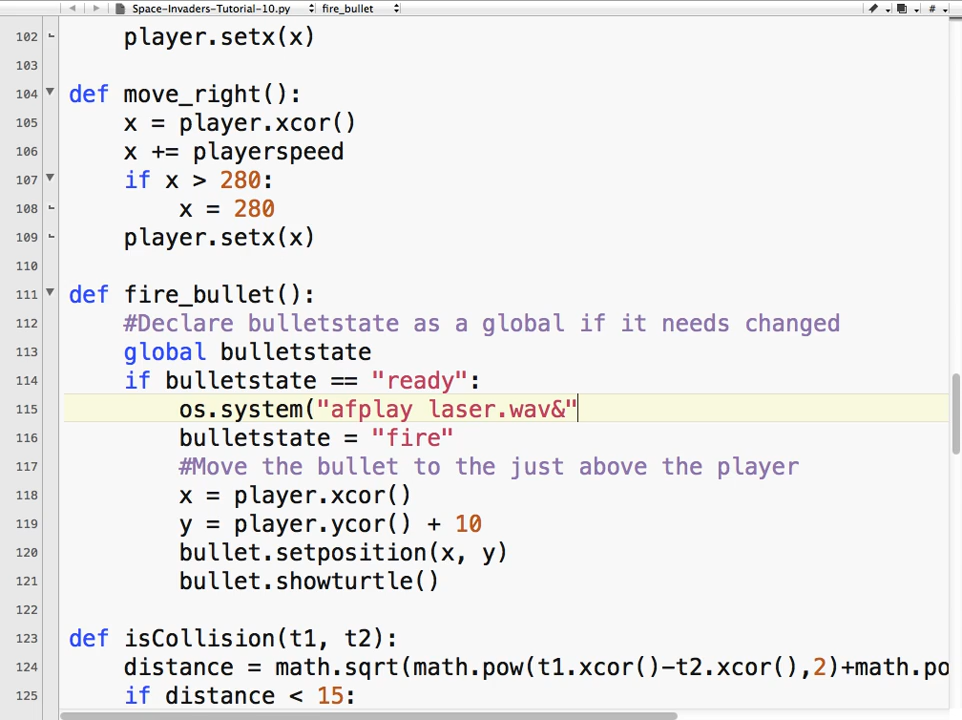 Space-Invaders-Tutorial-10.py fire_bullet #
102 player.setx(x)
103
104 def move_right():
105 x = player.xcor()
106 x += playerspeed
107 if x > 280:
108 x = 280
109 player.setx(x)
110
111 def fire_bullet():
112 #Declare bulletstate as a global if it needs changed
113 global bulletstate
114 if bulletstate == "ready":
115 os.system("afplay laser.wav&"
116 bulletstate = "fire"
117 #Move the bullet to the just above the player
118 x = player.xcor()
119 y = player.ycor() + 10
120 bullet.setposition(x, y)
121 bullet.showturtle()
122
123 def isCollision(t1, t2):
124 distance = math.sqrt(math.pow(t1.xcor()-t2.xcor(),2)+math.po
125 if distance < 15: